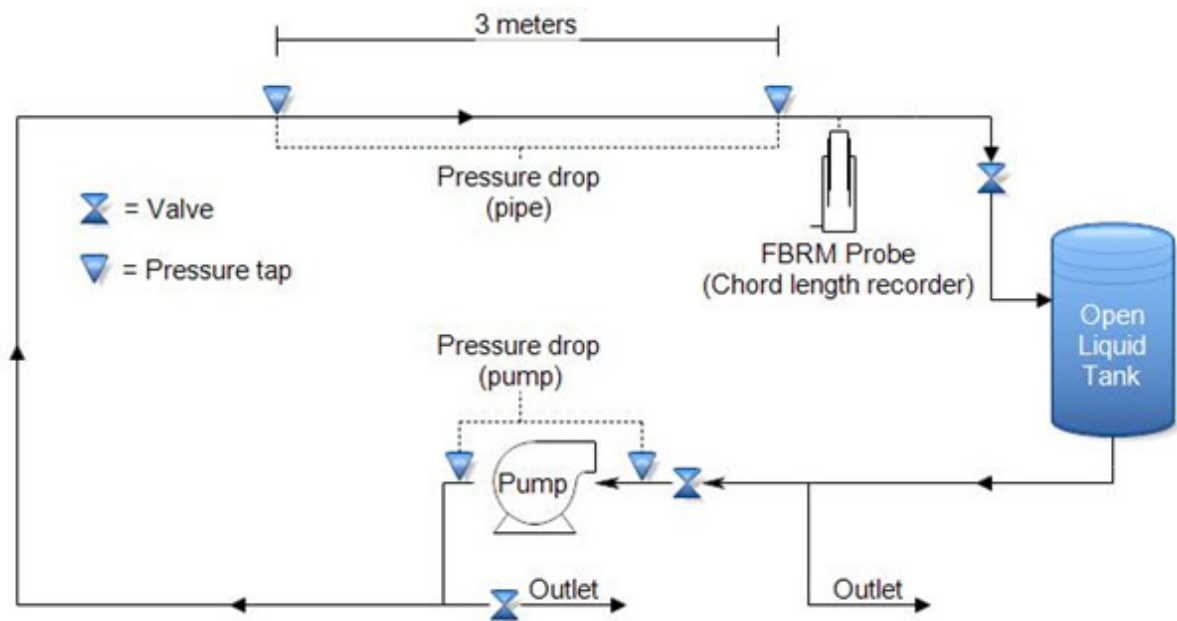 3 meters
Pressure drop
(pipe)
= Valve
= Pressure tap
FBRM Probe
(Chord length recorder)
Open
Liquid
Tank
Pressure drop
(pump)
Pump
Outlet
Outlet